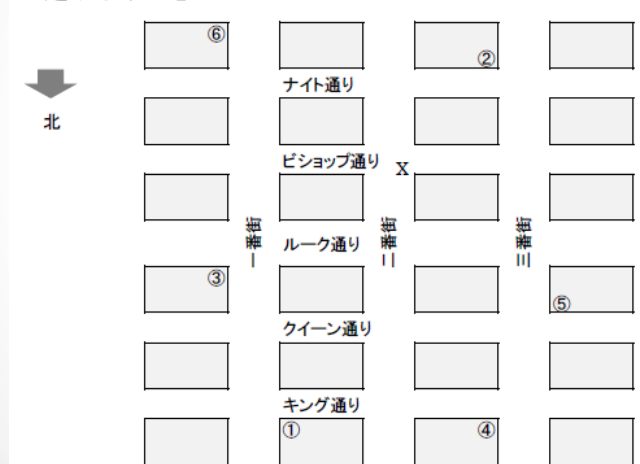 ⑥
②
ナイト通り
北
ビショップ通り
X
一番街
ルーク通り
二番街
三番街
③
⑤
クイーン通り
キング通り
①
④